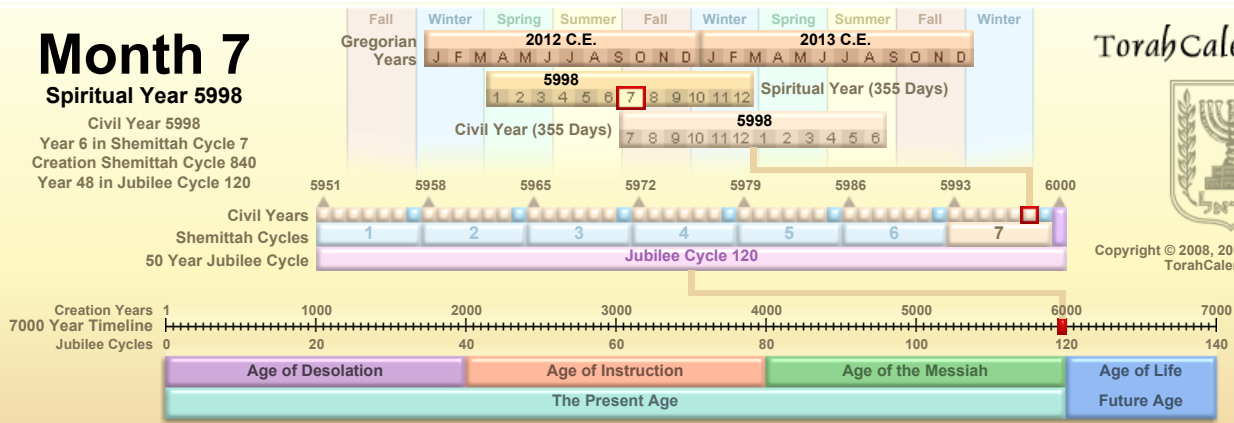 Fall Winter Spring Summer Fall Winter Spring Summer Fall Winter
Month 7
Spiritual Year 5998
Civil Year 5998
Year 6 in Shemittah Cycle 7
Creation Shemittah Cycle 840
Year 48 in Jubilee Cycle 120
Gregorian Years
2012 C.E. 2013 C.E.
J F M A M J J A S O N D J F M A M J J A S O N D
5998
1 2 3 4 5 6 7 8 9 10 11 12
Spiritual Year (355 Days)
Civil Year (355 Days)
5998
7 8 9 10 11 12 1 2 3 4 5 6
5951 5958 5965 5972 5979 5986 5993 6000
Civil Years
Shemittah Cycles 1 2 3 4 5 6 7
50 Year Jubilee Cycle Jubilee Cycle 120
TorahCale
Copyright © 2008, 20
TorahCale
Creation Years 1 1000 2000 3000 4000 5000 6000 7000
7000 Year Timeline
Jubilee Cycles 0 20 40 60 80 100 120 140
Age of Desolation Age of Instruction Age of the Messiah Age of Life
The Present Age Future Age